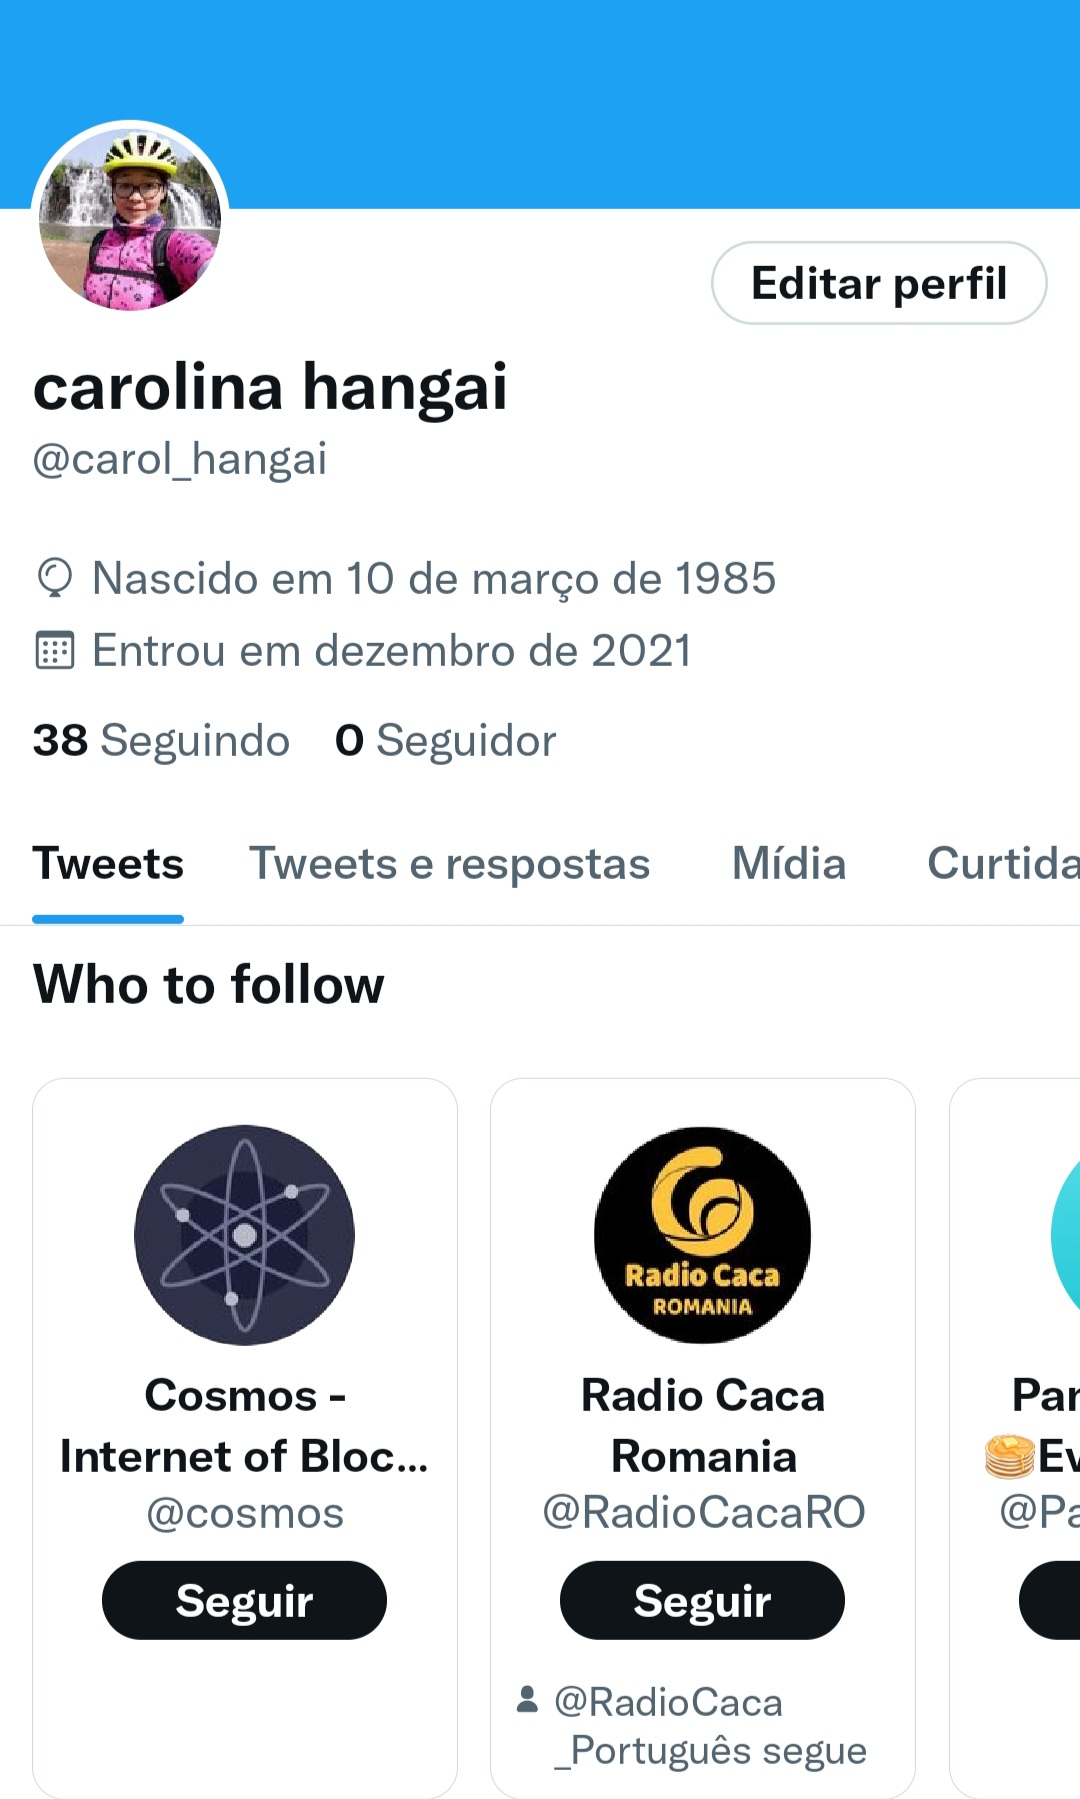 Editar perfil
carolina hangai
@carol_hangai
Nascido em 10 de março de 1985
Entrou em dezembro de 2021
38 Seguindo 0 Seguidor
Tweets Tweets e respostas Mídia Curtida
Who to follow
Radio Caca
ROMANIA
Cosmos -
Internet of Bloc...
@cosmos
Seguir
Radio Caca
Romania
@RadioCacaRO
Seguir
@RadioCaca
_Português segue
Par
🥞Ev
@Pa